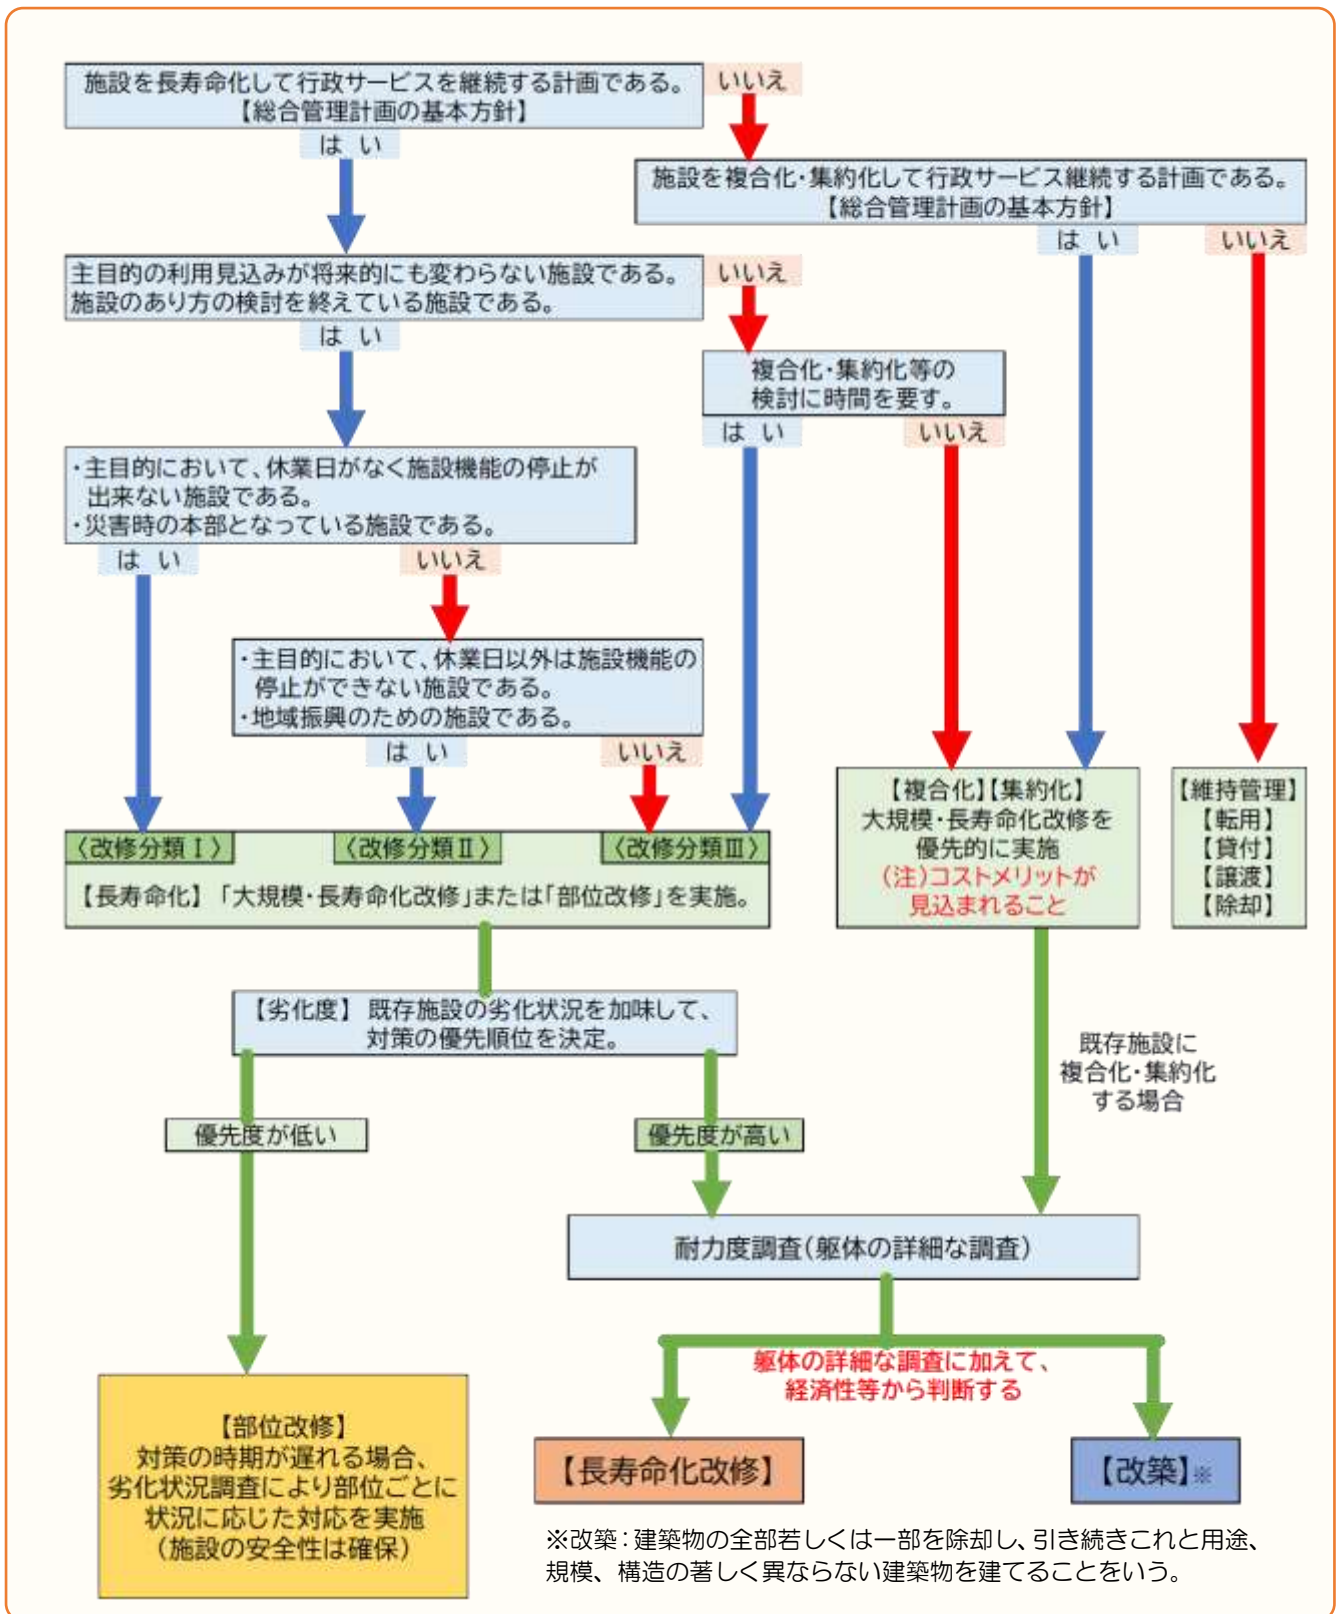 施設を長寿命化して行政サービスを継続する計画である。
【総合管理計画の基本方針】
いいえ
は い
施設を複合化・集約化して行政サービス継続する計画である。
【総合管理計画の基本方針】
は い
いいえ
主目的の利用見込みが将来的にも変わらない施設である。
施設のあり方の検討を終えている施設である。
いいえ
は い
複合化・集約化等の
検討に時間を要す。
は い
いいえ
・主目的において、休業日がなく施設機能の停止が
出来ない施設である。
・災害時の本部となっている施設である。
は い
いいえ
・主目的において、休業日以外は施設機能の
停止ができない施設である。
・地域振興のための施設である。
は い
いいえ
〈改修分類Ⅰ〉
〈改修分類Ⅱ〉
〈改修分類Ⅲ〉
【長寿命化】「大規模・長寿命化改修」または「部位改修」を実施。
【複合化】【集約化】
大規模・長寿命化改修を
優先的に実施
(注)コストメリットが
見込まれること
【維持管理】
【転用】
【貸付】
【譲渡】
【除却】
【劣化度】 既存施設の劣化状況を加味して、
対策の優先順位を決定。
既存施設に
複合化・集約化
する場合
優先度が低い
優先度が高い
耐力度調査(躯体の詳細な調査)
躯体の詳細な調査に加えて、
経済性等から判断する
【部位改修】
対策の時期が遅れる場合、
劣化状況調査により部位ごとに
状況に応じた対応を実施
(施設の安全性は確保)
【長寿命化改修】
【改築】※
※改築：建築物の全部若しくは一部を除却し、引き続きこれと用途、
規模、構造の著しく異ならない建築物を建てることをいう。